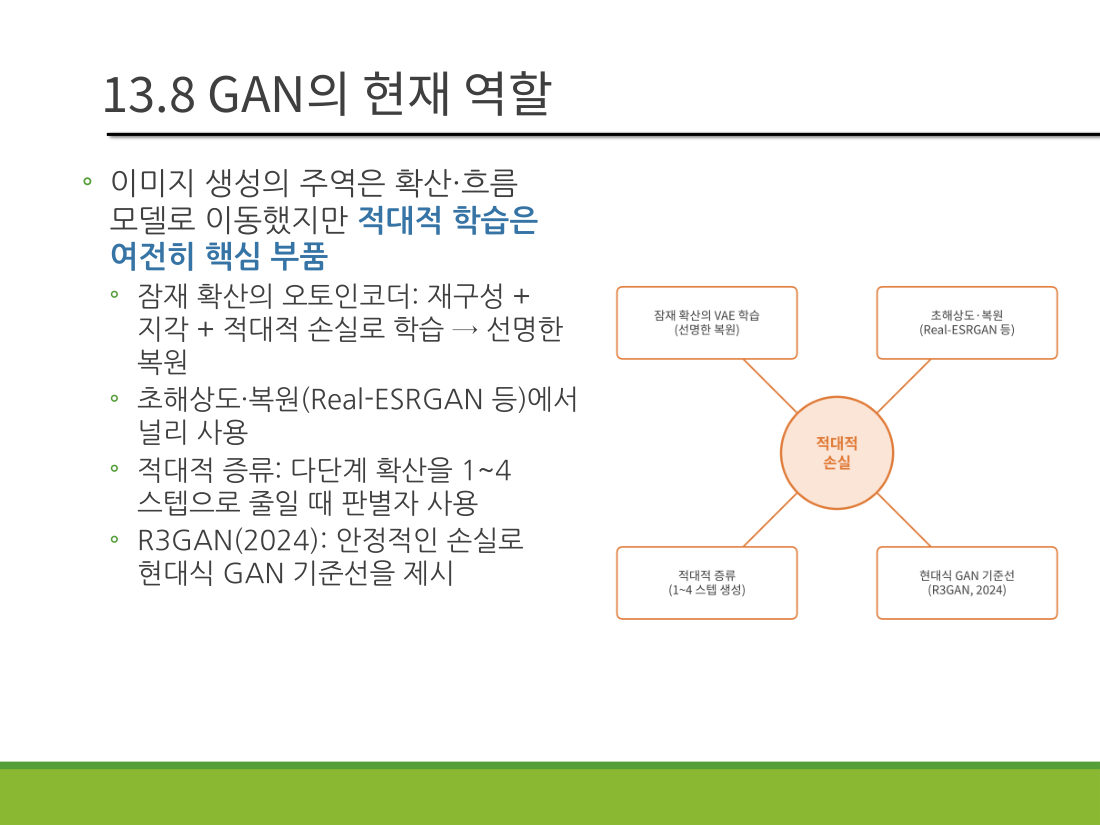 13.8 GAN의 현재 역할
이미지 생성의 주역은 확산·흐름
모델로 이동했지만 적대적 학습은
여전히 핵심 부품
잠재 확산의 오토인코더: 재구성 +
지각 + 적대적 손실로 학습 → 선명한
복원
초해상도·복원(Real-ESRGAN 등)에서
널리 사용
적대적 증류: 다단계 확산을 1~4
스텝으로 줄일 때 판별자 사용
R3GAN(2024): 안정적인 손실로
현대식 GAN 기준선을 제시
잠재 확산의 VAE 학습
(선명한 복원)
초해상도·복원
(Real-ESRGAN 등)
적대적
손실
적대적 증류
(1~4 스텝 생성)
현대식 GAN 기준선
(R3GAN, 2024)